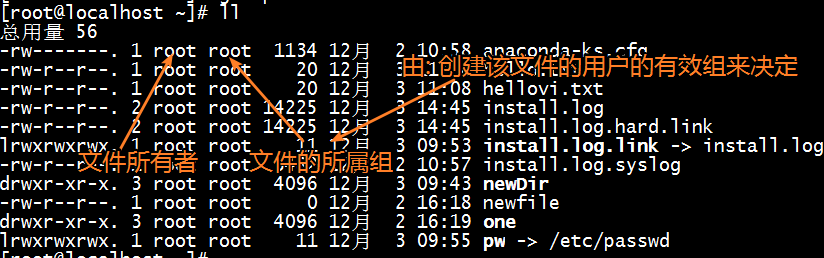 [root@localhost ~]# ll
总用量 56
-rw-------. 1 root root 1134 12月 2 10:58 anaconda-ks.cfg
-rw-r--r--. 1 root root 20 12月 3
由1创建该文件的用户的有效组来决定
-rw-r--r--. 1 root root 20 12月 3 11:08 hellovi.txt
-rw-r--r--. 2 root root 14225 12月 3 14:45 install.log
-rw-r--r--. 2 root root 14225 12月 3 14:45 install.log.hard.link
lrwxrwxrwx. 1 root root 11 12月 3 09:53 install.log.link -> install.log
文件所有者
文件的所属组
-rw-r--r--. 12月 2 10:57 install.log.syslog
drwxr-xr-x. 3 root root 4096 12月 3 09:43 newDir
-rw-r--r--. 1 root root 0 12月 2 16:18 newfile
drwxr-xr-x. 3 root root 4096 12月 2 16:19 one
lrwxrwxrwx. 1 root root 11 12月 3 09:55 pw -> /etc/passwd
[root@localhost ~]#